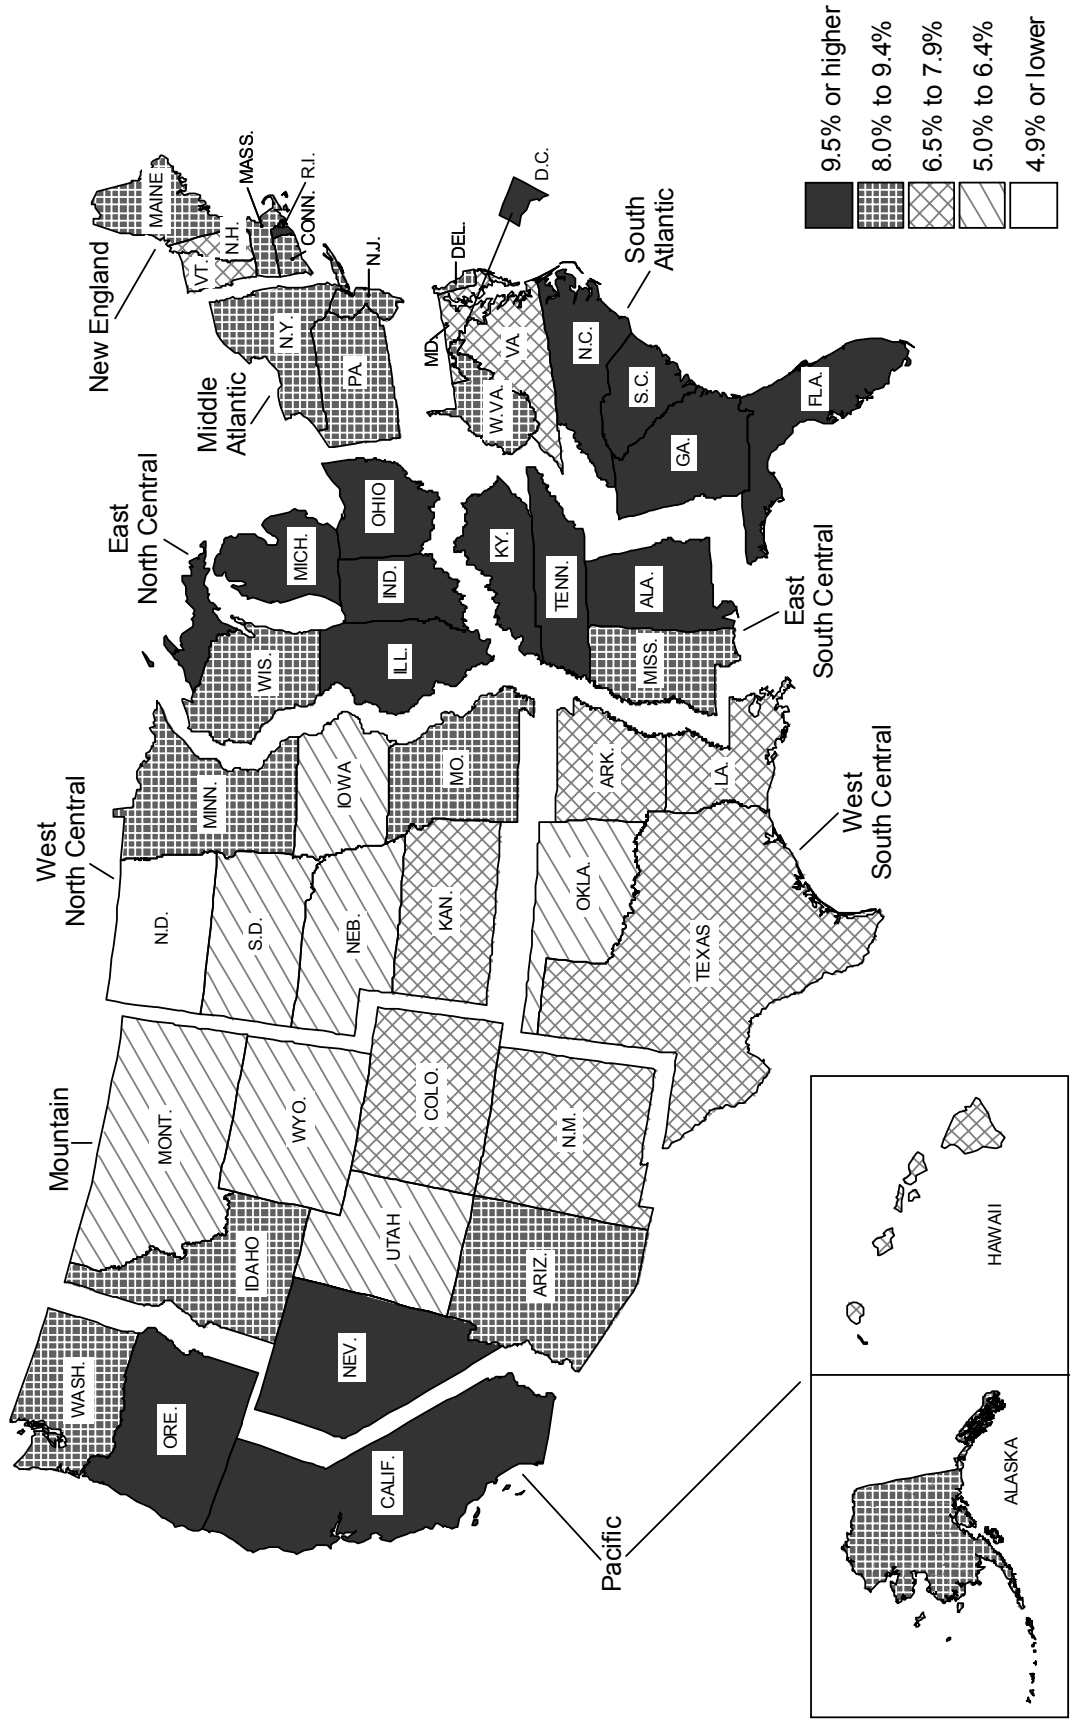 New England
Middle
Atlantic
East
North Central
West
North Central
Mountain
Pacific
South
Atlantic
East
South Central
West
South Central
MAINE
VT.
N.H.
MASS.
R.I.
CONN.
N.Y.
PA.
N.J.
DEL.
MD.
D.C.
W.VA.
VA.
N.C.
S.C.
GA.
FLA.
MICH.
OHIO
IND.
ILL.
WIS.
KY.
TENN.
ALA.
MISS.
MINN.
IOWA
MO.
N.D.
S.D.
NEB.
KAN.
ARK.
LA.
OKLA.
TEXAS
MONT.
WYO.
COLO.
N.M.
IDAHO
UTAH
ARIZ.
NEV.
WASH.
ORE.
CALIF.
ALASKA
HAWAII
9.5% or higher
8.0% to 9.4%
6.5% to 7.9%
5.0% to 6.4%
4.9% or lower